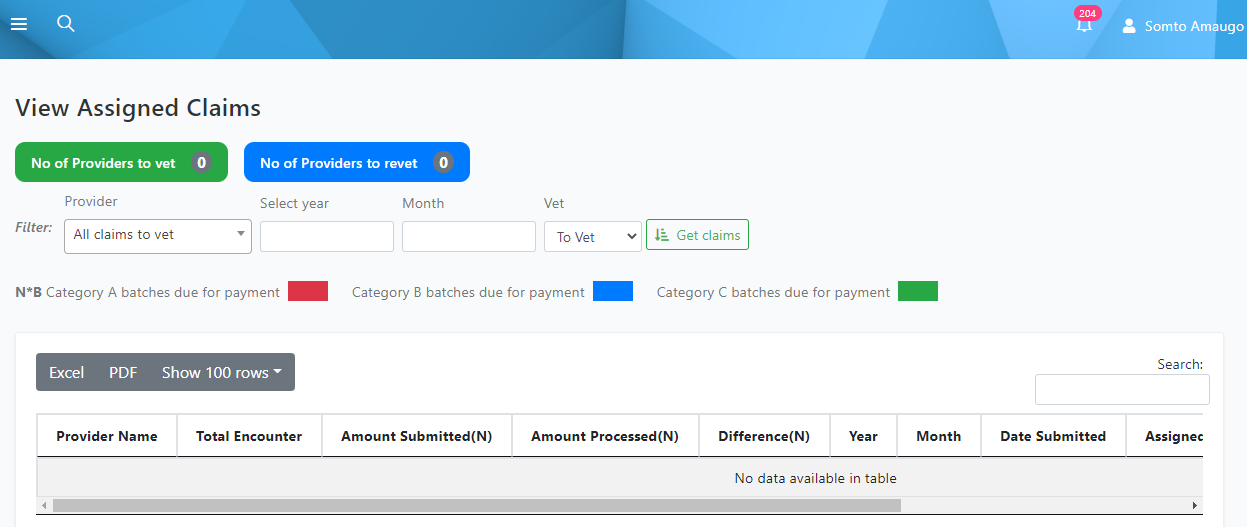 204
Somto Amaugo
View Assigned Claims
No of Providers to vet 0
No of Providers to revet 0
Provider
Select year
Month
Vet
Filter:
All claims to vet
To Vet
Get claims
N*B Category A batches due for payment
Category B batches due for payment
Category C batches due for payment
Excel
PDF
Show 100 rows
Search:
Provider Name
Total Encounter
Amount Submitted(N)
Amount Processed(N)
Difference(N)
Year
Month
Date Submitted
Assigned
No data available in table